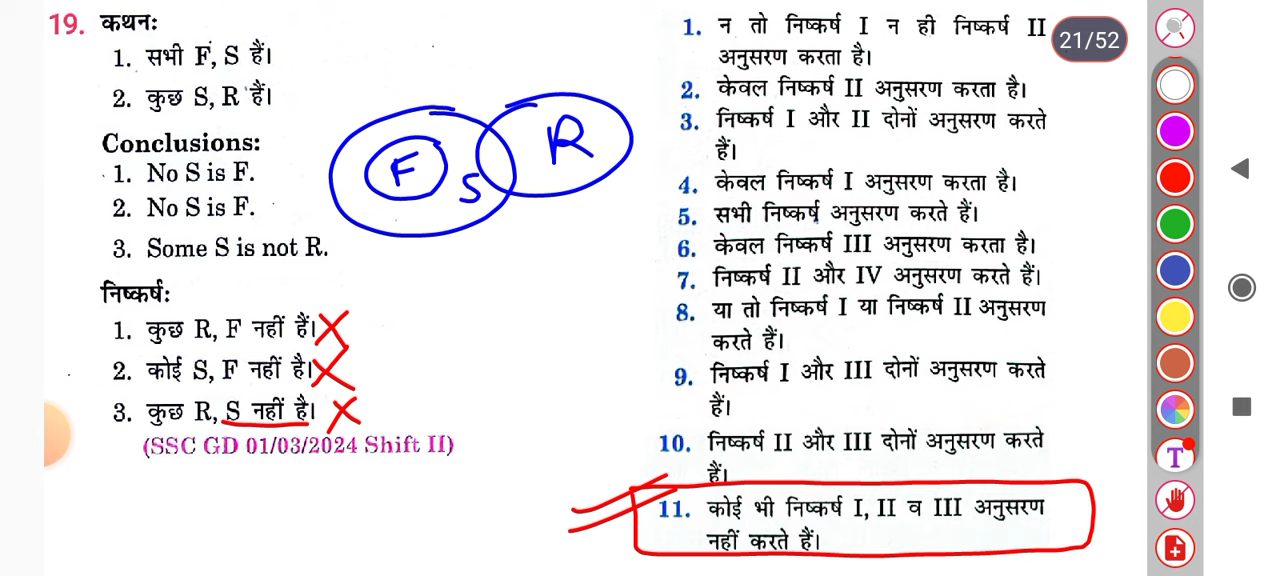 19. कथन:
1. सभी F, S हैं।
2. कुछ S, R हैं।
Conclusions:
1. No S is F.
2. No S is F.
3. Some S is not R.
निष्कर्ष:
1. कुछ R, F नहीं हैं।
2. कोई S, F नहीं है।
3. कुछ R, S नहीं है।
(SSC GD 01/03/2024 Shift II)
F
S
R
1. न तो निष्कर्ष I न ही निष्कर्ष II
अनुसरण करता है।
2. केवल निष्कर्ष II अनुसरण करता है।
3. निष्कर्ष I और II दोनों अनुसरण करते
हैं।
4. केवल निष्कर्ष I अनुसरण करता है।
5. सभी निष्कर्ष अनुसरण करते हैं।
6. केवल निष्कर्ष III अनुसरण करता है।
7. निष्कर्ष II और IV अनुसरण करते हैं।
8. या तो निष्कर्ष I या निष्कर्ष II अनुसरण
करते हैं।
9. निष्कर्ष I और III दोनों अनुसरण करते
हैं।
10. निष्कर्ष II और III दोनों अनुसरण करते
हैं।
11. कोई भी निष्कर्ष I, II व III अनुसरण
नहीं करते हैं।
21/52
T